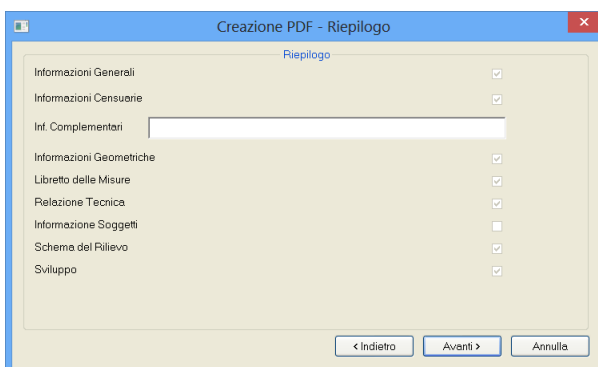 Creazione PDF - Riepilogo
Riepilogo
Informazioni Generali
Informazioni Censuarie
Inf. Complementari
Informazioni Geometriche
Libretto delle Misure
Relazione Tecnica
Informazione Soggetti
Schema del Rilievo
Sviluppo
< Indietro Avanti > Annulla